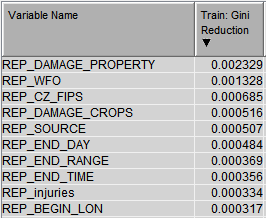 Variable Name Train: Gini
Reduction
▼
REP_DAMAGE_PROPERTY 0.002329
REP_WFO 0.001328
REP_CZ_FIPS 0.000685
REP_DAMAGE_CROPS 0.000516
REP_SOURCE 0.000507
REP_END_DAY 0.000484
REP_END_RANGE 0.000369
REP_END_TIME 0.000356
REP_injuries 0.000334
REP_BEGIN_LON 0.000317